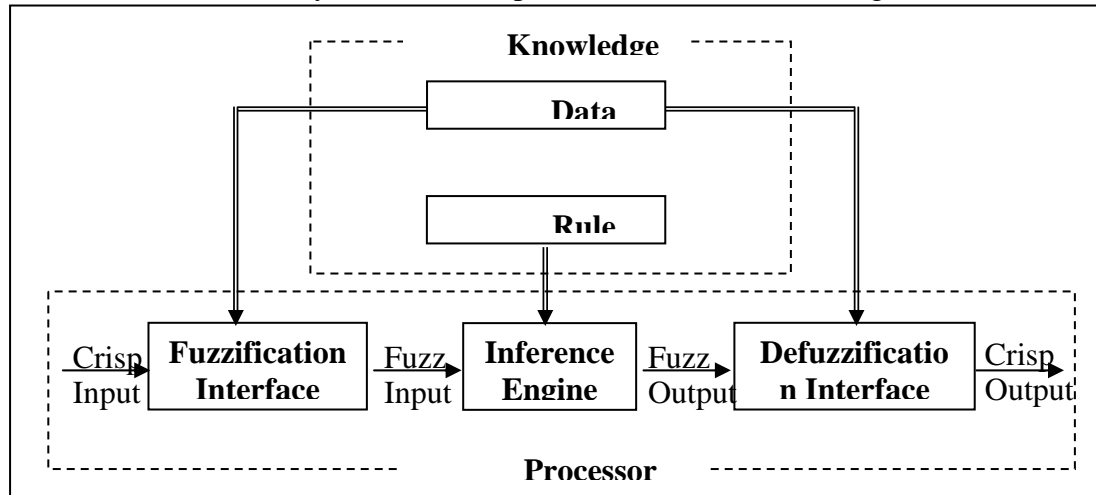 Knowledge
Data
Rule
Crisp
Input
Fuzzification
Interface
Fuzz
Input
Inference
Engine
Fuzz
Output
Defuzzificatio
n Interface
Crisp
Output
Processor